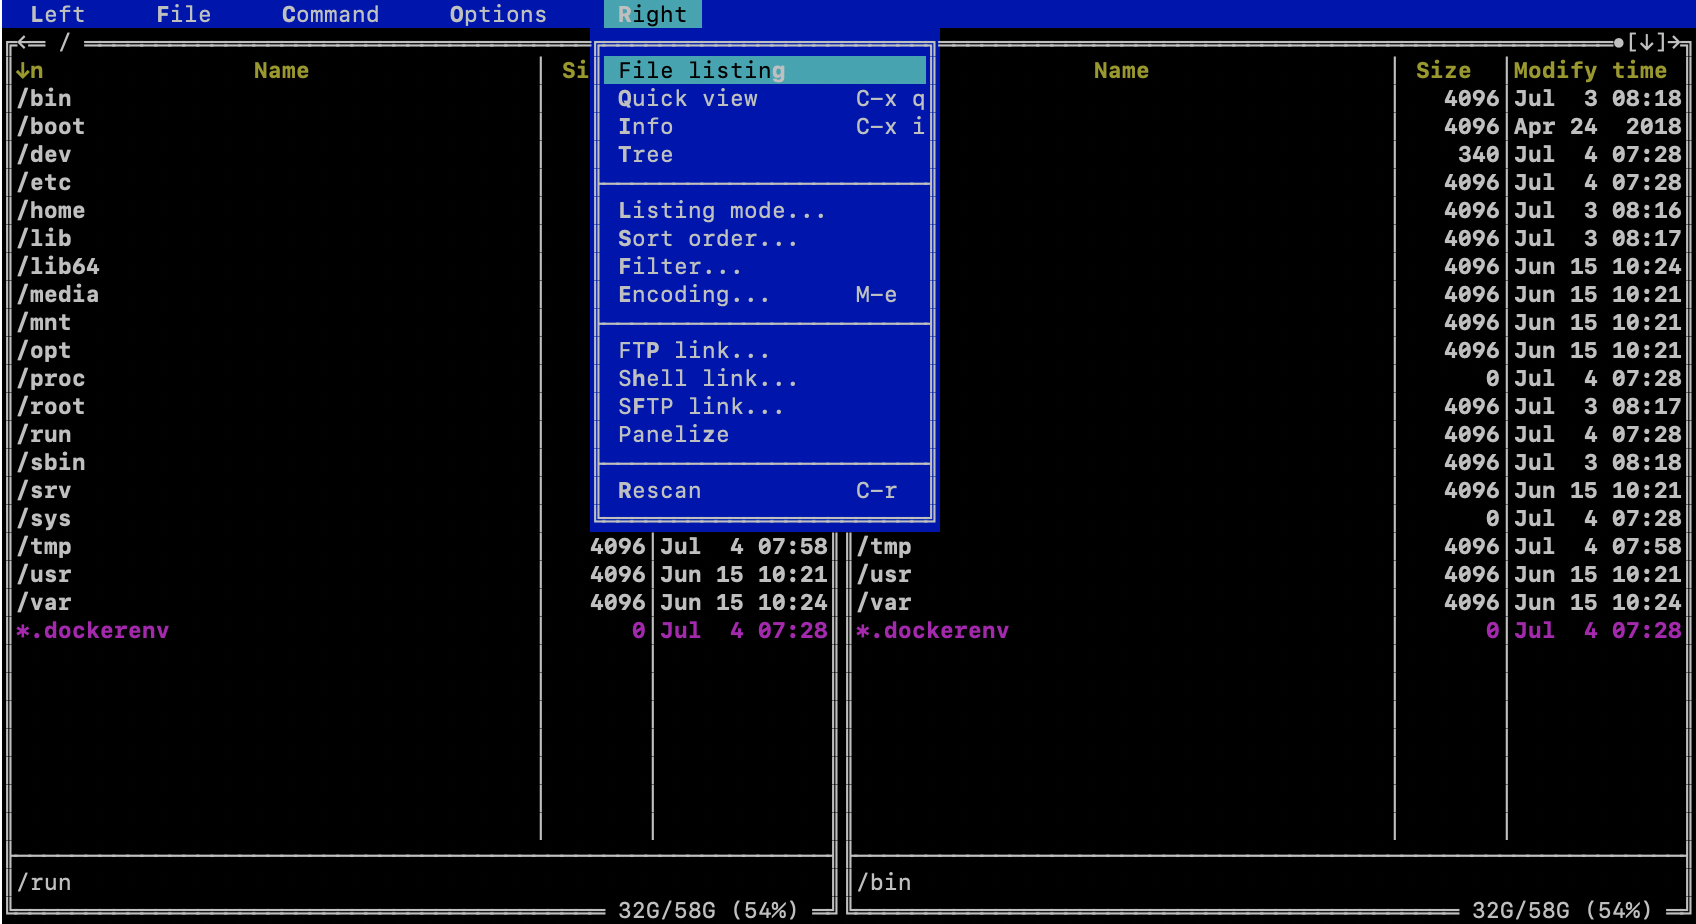 Left File Command Options Right
←─ / •[↓]→
↓n Name Si File listing Name Size Modify time
/bin Quick view C-x q 4096 Jul 3 08:18
/boot Info C-x i 4096 Apr 24 2018
/dev Tree 340 Jul 4 07:28
/etc 4096 Jul 4 07:28
/home Listing mode... 4096 Jul 3 08:16
/lib Sort order... 4096 Jul 3 08:17
/lib64 Filter... 4096 Jun 15 10:24
/media Encoding... M-e 4096 Jun 15 10:21
/mnt 4096 Jun 15 10:21
/opt FTP link... 4096 Jun 15 10:21
/proc Shell link... 0 Jul 4 07:28
/root SFTP link... 4096 Jul 3 08:17
/run Panelize 4096 Jul 4 07:28
/sbin 4096 Jul 3 08:18
/srv Rescan C-r 4096 Jun 15 10:21
/sys 0 Jul 4 07:28
/tmp 4096 Jul 4 07:58 /tmp 4096 Jul 4 07:58
/usr 4096 Jun 15 10:21 /usr 4096 Jun 15 10:21
/var 4096 Jun 15 10:24 /var 4096 Jun 15 10:24
*.dockerenv 0 Jul 4 07:28 *.dockerenv 0 Jul 4 07:28
/run /bin
32G/58G (54%) 32G/58G (54%)